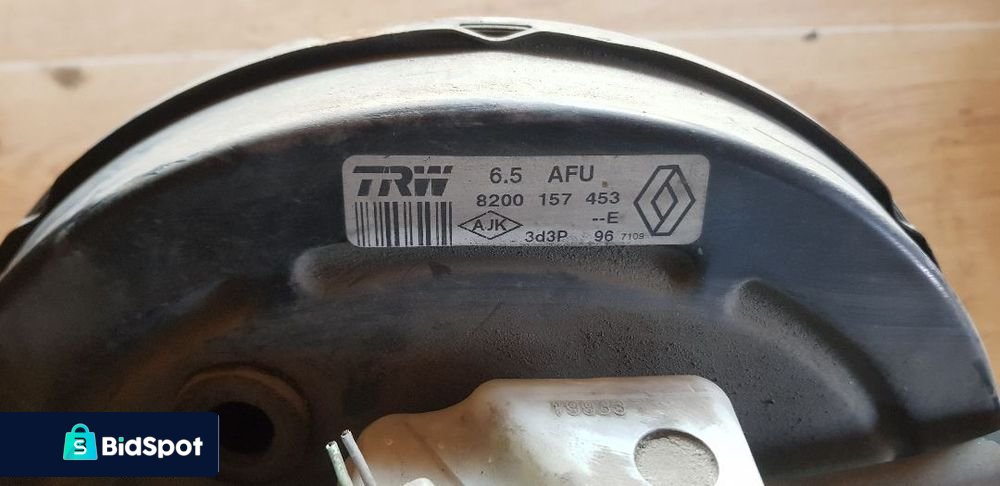 TRW 6.5 AFU
8200 157 453
--E
AJK 3d3P 96 7109
BidSpot